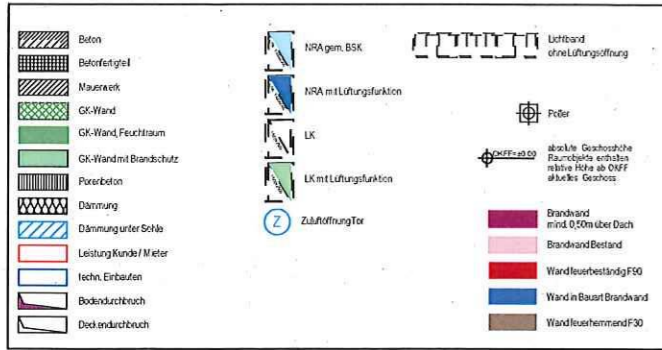 Beton
Betonfertigteil
Mauerwerk
GK-Wand
GK-Wand, Feuchtraum
GK-Wand mit Brandschutz
Porenbeton
Dämmung
Dämmung unter Sohle
Leistung Kunde / Mieter
techn. Einbauten
Bodendurchbruch
Deckendurchbruch
NRA gem. BSK
NRA mit Lüftungsfunktion
LK
LK mit Lüftungsfunktion
Z Zuluftöffnung Tor
Lichtband
ohne Lüftungsöffnung
Poller
OKFF=±0.00
absolute Geschosshöhe
Raumobjekte enthalten
relative Höhe ab OKFF
aktuelles Geschoss
Brandwand
mind. 0,50m über Dach
Brandwand Bestand
Wand feuerbeständig F90
Wand in Bauart Brandwand
Wand feuerhemmend F30